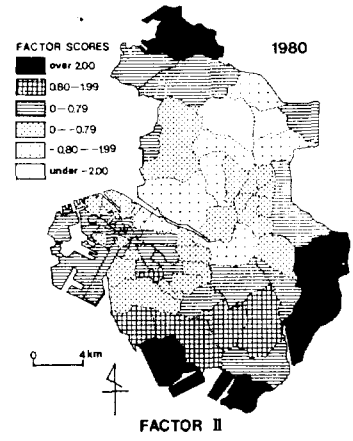 FACTOR SCORES
1980
over 2.00
0.80–1.99
0–0.79
0–-0.79
-0.80–-1.99
under -2.00
0 4km
FACTOR II